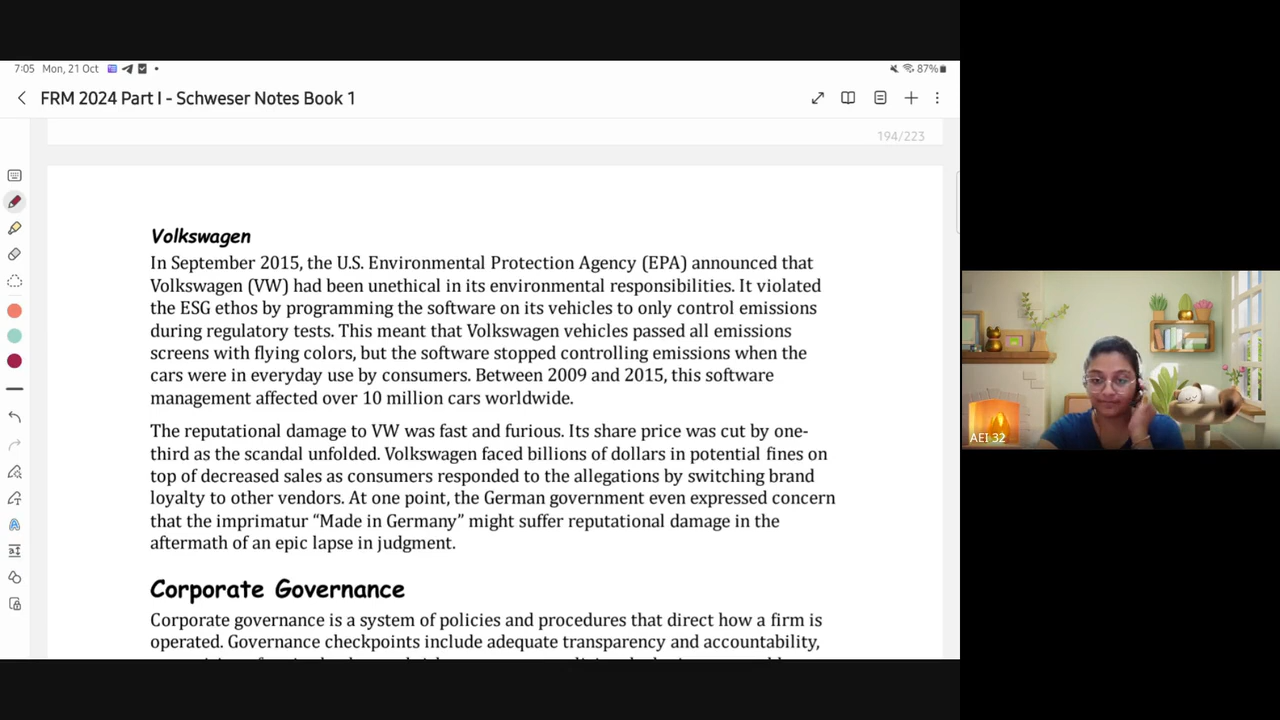 7:05 Mon, 21 Oct
87%
FRM 2024 Part I - Schweser Notes Book 1
194/223
Volkswagen
In September 2015, the U.S. Environmental Protection Agency (EPA) announced that
Volkswagen (VW) had been unethical in its environmental responsibilities. It violated
the ESG ethos by programming the software on its vehicles to only control emissions
during regulatory tests. This meant that Volkswagen vehicles passed all emissions
screens with flying colors, but the software stopped controlling emissions when the
cars were in everyday use by consumers. Between 2009 and 2015, this software
management affected over 10 million cars worldwide.
The reputational damage to VW was fast and furious. Its share price was cut by one-
third as the scandal unfolded. Volkswagen faced billions of dollars in potential fines on
top of decreased sales as consumers responded to the allegations by switching brand
loyalty to other vendors. At one point, the German government even expressed concern
that the imprimatur “Made in Germany” might suffer reputational damage in the
aftermath of an epic lapse in judgment.
Corporate Governance
Corporate governance is a system of policies and procedures that direct how a firm is
operated. Governance checkpoints include adequate transparency and accountability,
AEI 32